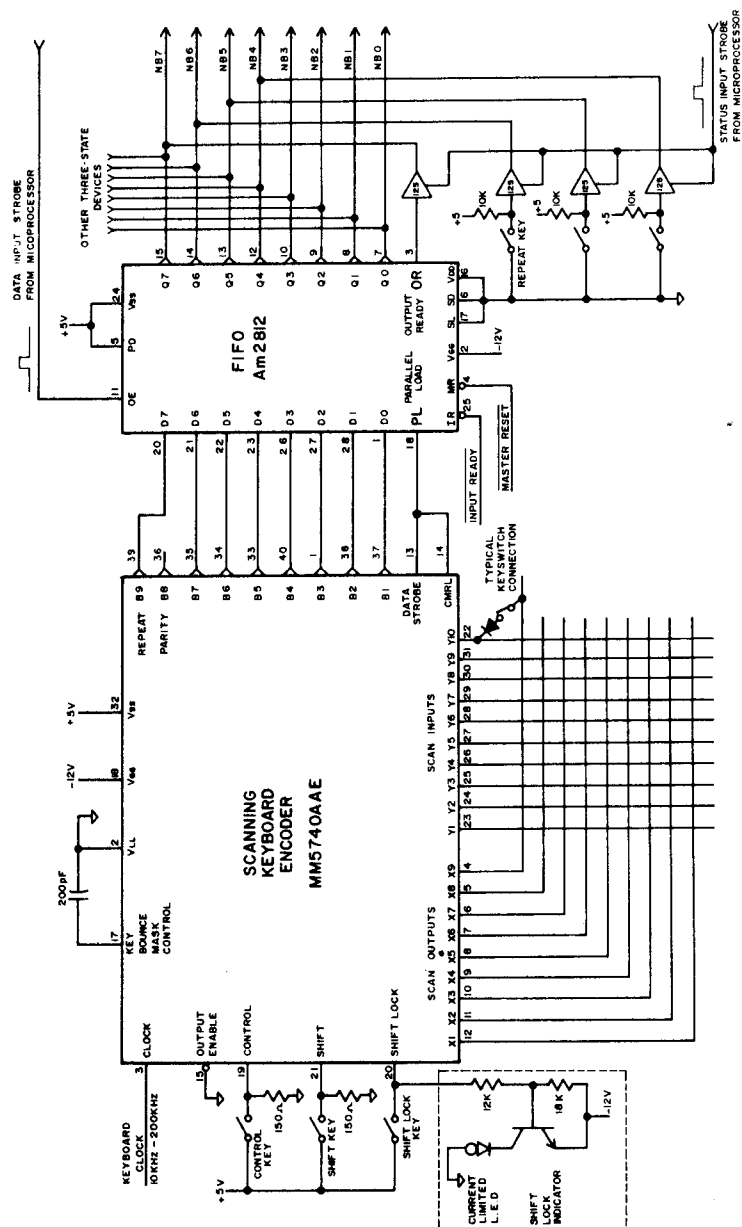 DATA INPUT STROBE
FROM MICOPROCESSOR
OTHER THREE-STATE
DEVICES
NB7
NB6
NB5
NB4
NB3
NB2
NB1
NB0
STATUS INPUT STROBE
FROM MICROPROCESSOR
+5V
11
5
24
OE
PD
VSS
FIFO
Am2812
15
14
13
12
10
9
8
7
3
Q7
Q6
Q5
Q4
Q3
Q2
Q1
Q0
OR
OUTPUT
READY
PARALLEL
LOAD
PL
D7
D6
D5
D4
D3
D2
D1
D0
20
21
22
23
26
27
28
1
18
IR
MR
VGG
SL
SD
VDD
25
4
2
17
6
16
-12V
INPUT READY
MASTER RESET
125
125
125
125
+5
10K
+5
10K
+5
10K
REPEAT KEY
39
36
35
34
33
40
1
38
37
13
14
B9
B8
B7
B6
B5
B4
B3
B2
B1
REPEAT
PARITY
DATA
STROBE
CMRL
TYPICAL
KEYSWITCH
CONNECTION
200pF
-12V
+5V
17
2
18
32
KEY
BOUNCE
MASK
CONTROL
VLL
VGG
VSS
SCANNING
KEYBOARD
ENCODER
MM5740AAE
SCAN OUTPUTS
SCAN INPUTS
X1
X2
X3
X4
X5
X6
X7
X8
X9
Y1
Y2
Y3
Y4
Y5
Y6
Y7
Y8
Y9
Y10
12
11
10
9
8
7
6
5
4
23
24
25
26
27
28
29
30
31
22
KEYBOARD
CLOCK
10KHZ-200KHZ
3
CLOCK
15
OUTPUT
ENABLE
19
CONTROL
21
SHIFT
20
SHIFT LOCK
+5V
CONTROL
KEY
150Ω
SHIFT KEY
150Ω
SHIFT LOCK
KEY
12K
18K
-12V
CURRENT
LIMITED
L.E.D
SHIFT
LOCK
INDICATOR